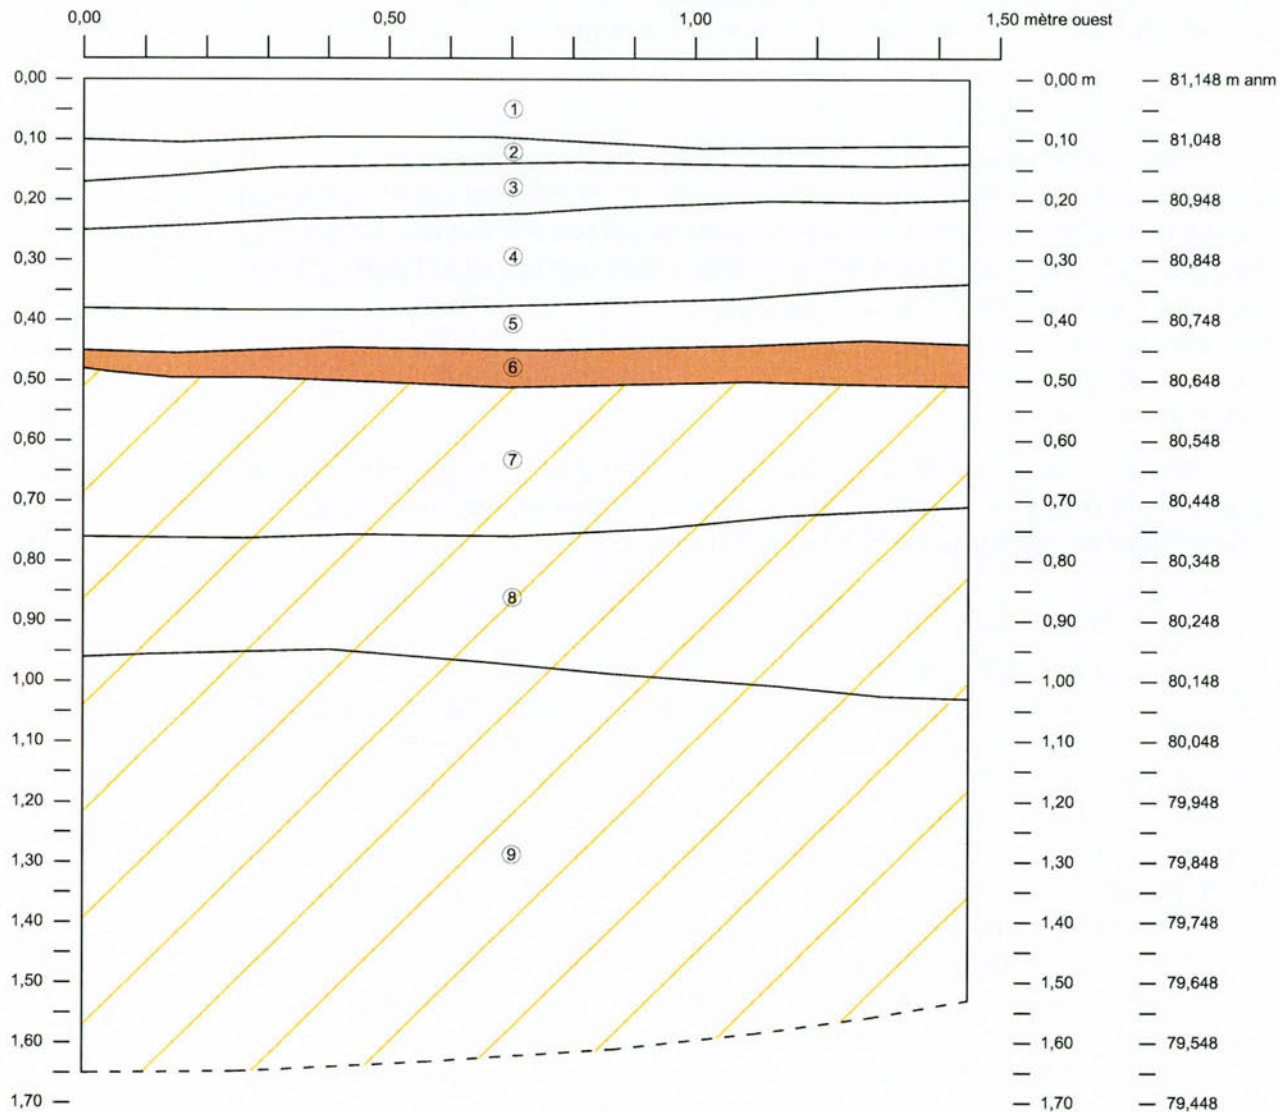 0,00 0,50 1,00 1,50 mètre ouest
0,00 0,00 m 81,148 m anm
①
0,10 0,10 81,048
②
③
0,20 0,20 80,948
④
0,30 0,30 80,848
0,40 ⑤ 0,40 80,748
⑥
0,50 0,50 80,648
0,60 0,60 80,548
⑦
0,70 0,70 80,448
0,80 0,80 80,348
⑧
0,90 0,90 80,248
1,00 1,00 80,148
1,10 1,10 80,048
1,20 1,20 79,948
⑨
1,30 1,30 79,848
1,40 1,40 79,748
1,50 1,50 79,648
1,60 1,60 79,548
1,70 1,70 79,448